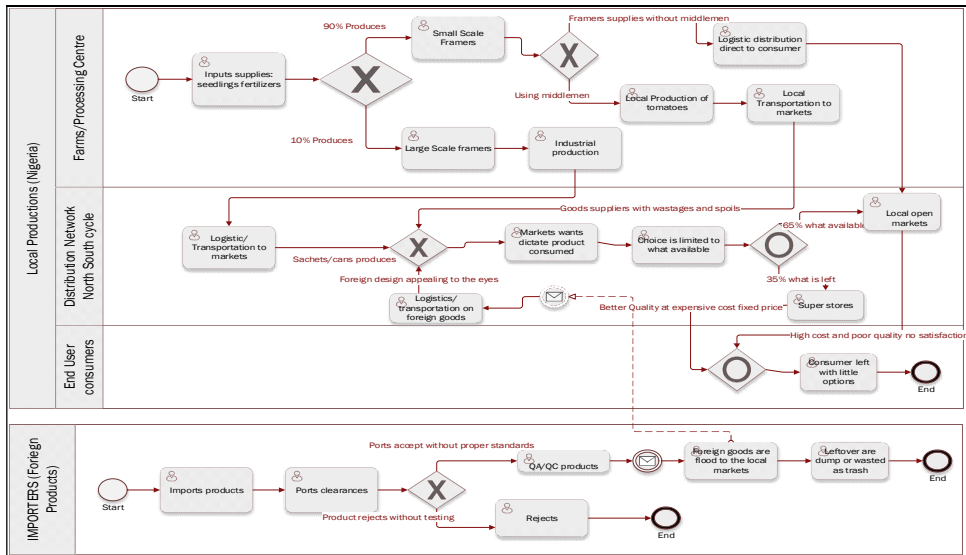 Local Productions (Nigeria)
Farms/Processing Centre
Start
Inputs supplies:
seedlings fertilizers
90% Produces
10% Produces
Small Scale
Framers
Framers supplies without middlemen
Using middlemen
Logistic distribution
direct to consumer
Local Production of
tomatoes
Local
Transportation to
markets
Large Scale framers
Industrial
production
Distribution Network
North South cycle
Logistic/
Transportation to
markets
Sachets/cans produces
Goods suppliers with wastages and spoils
Foreign design appealing to the eyes
Logistics/
transportation on
foreign goods
Markets wants
dictate product
consumed
Choice is limited to
what available
65% what available
35% what is left
Local open
markets
Super stores
Better Quality at expensive cost fixed price
End User
consumers
High cost and poor quality no satisfaction
Consumer left
with little
options
End
IMPORTERS (Foriegn
Products)
Start
Imports products
Ports clearances
Ports accept without proper standards
Product rejects without testing
QA/QC products
Rejects
End
Foreign goods are
flood to the local
markets
Leftover are
dump or wasted
as trash
End